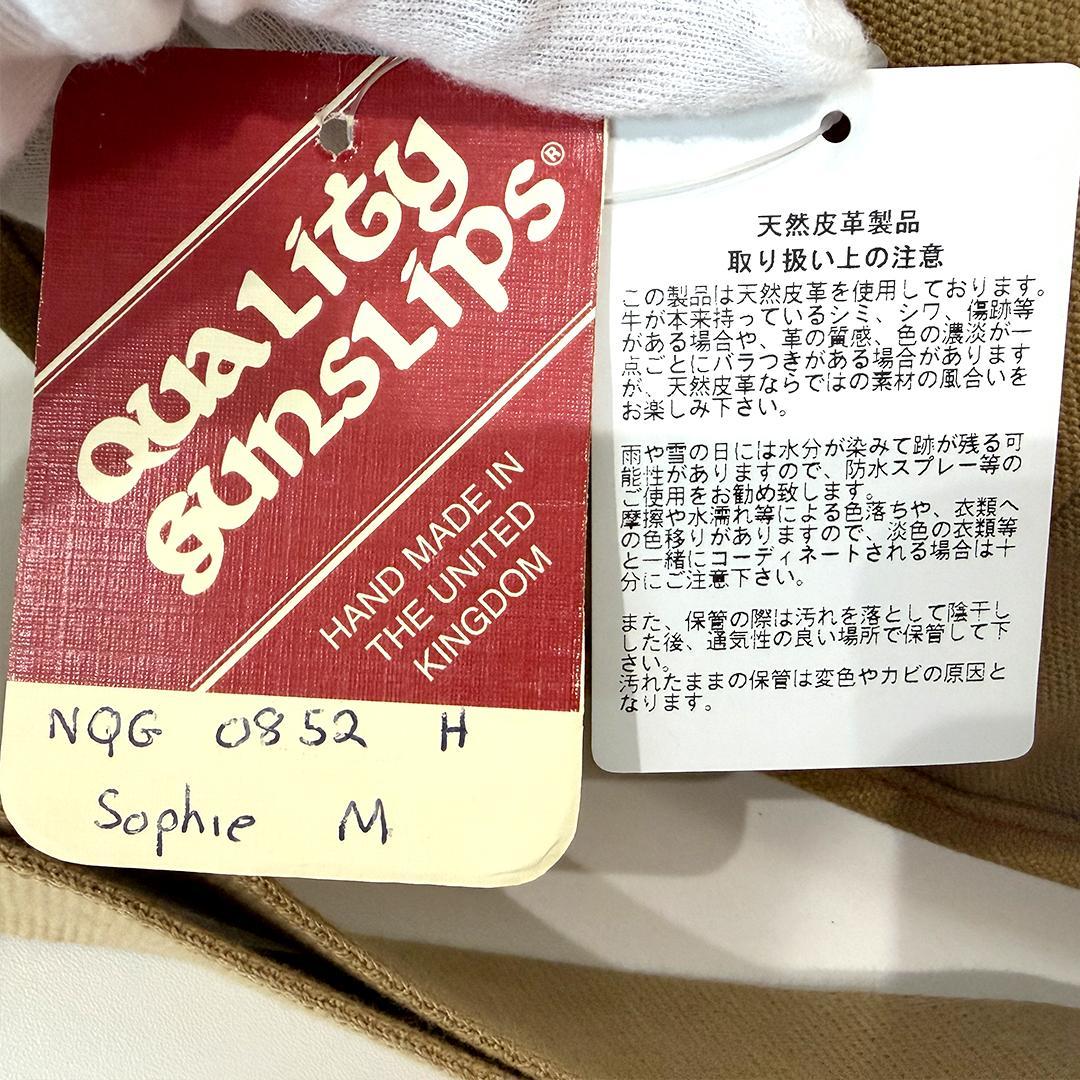 Quality
Sunslips®
HAND MADE IN
THE UNITED
KINGDOM
NQG 0852 H
Sophie M
天然皮革製品
取り扱い上の注意
この製品は天然皮革を使用しております。
牛が本来持っているシミ、シワ、傷跡等
がある場合や、革の質感、色の濃淡が一
点ごとにバラつきがある場合があります
が、天然皮革ならではの素材の風合いを
お楽しみ下さい。
雨や雪の日には水分が染みて跡が残る可
能性がありますので、防水スプレー等の
ご使用をお勧め致します。
摩擦や水濡れ等による色落ちや、衣類へ
の色移りがありますので、淡色の衣類等
と一緒にコーディネートされる場合は十
分にご注意下さい。
また、保管の際は汚れを落として陰干し
した後、通気性の良い場所で保管して下
さい。
汚れたままの保管は変色やカビの原因と
なります。